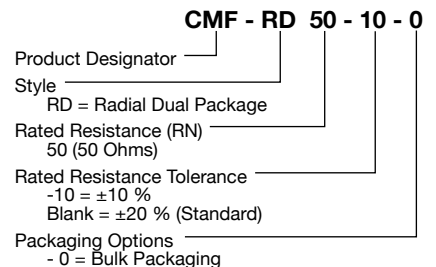 CMF - RD 50 - 10 - 0
Product Designator
Style
RD = Radial Dual Package
Rated Resistance (RN)
50 (50 Ohms)
Rated Resistance Tolerance
-10 = ±10 %
Blank = ±20 % (Standard)
Packaging Options
- 0 = Bulk Packaging